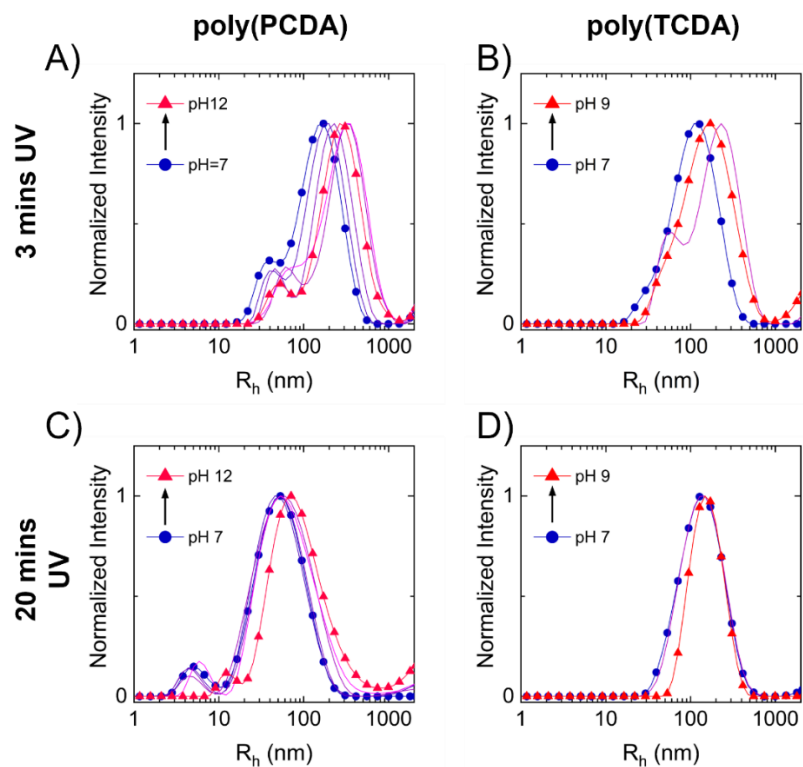 poly(PCDA)
poly(TCDA)
3 mins UV
A)
pH12
pH=7
1
0
Normalized Intensity
1 10 100 1000
Rh (nm)
B)
pH 9
pH 7
1
0
Normalized Intensity
1 10 100 1000
Rh (nm)
20 mins
UV
C)
pH 12
pH 7
1
0
Normalized Intensity
1 10 100 1000
Rh (nm)
D)
pH 9
pH 7
1
0
Normalized Intensity
1 10 100 1000
Rh (nm)